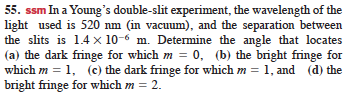 55. ssm In a Young's double-slit experiment, the wavelength of the
light used is 520 nm (in vacuum), and the separation between
the slits is 1.4 × 10⁻⁶ m. Determine the angle that locates
(a) the dark fringe for which m = 0, (b) the bright fringe for
which m = 1, (c) the dark fringe for which m = 1, and (d) the
bright fringe for which m = 2.